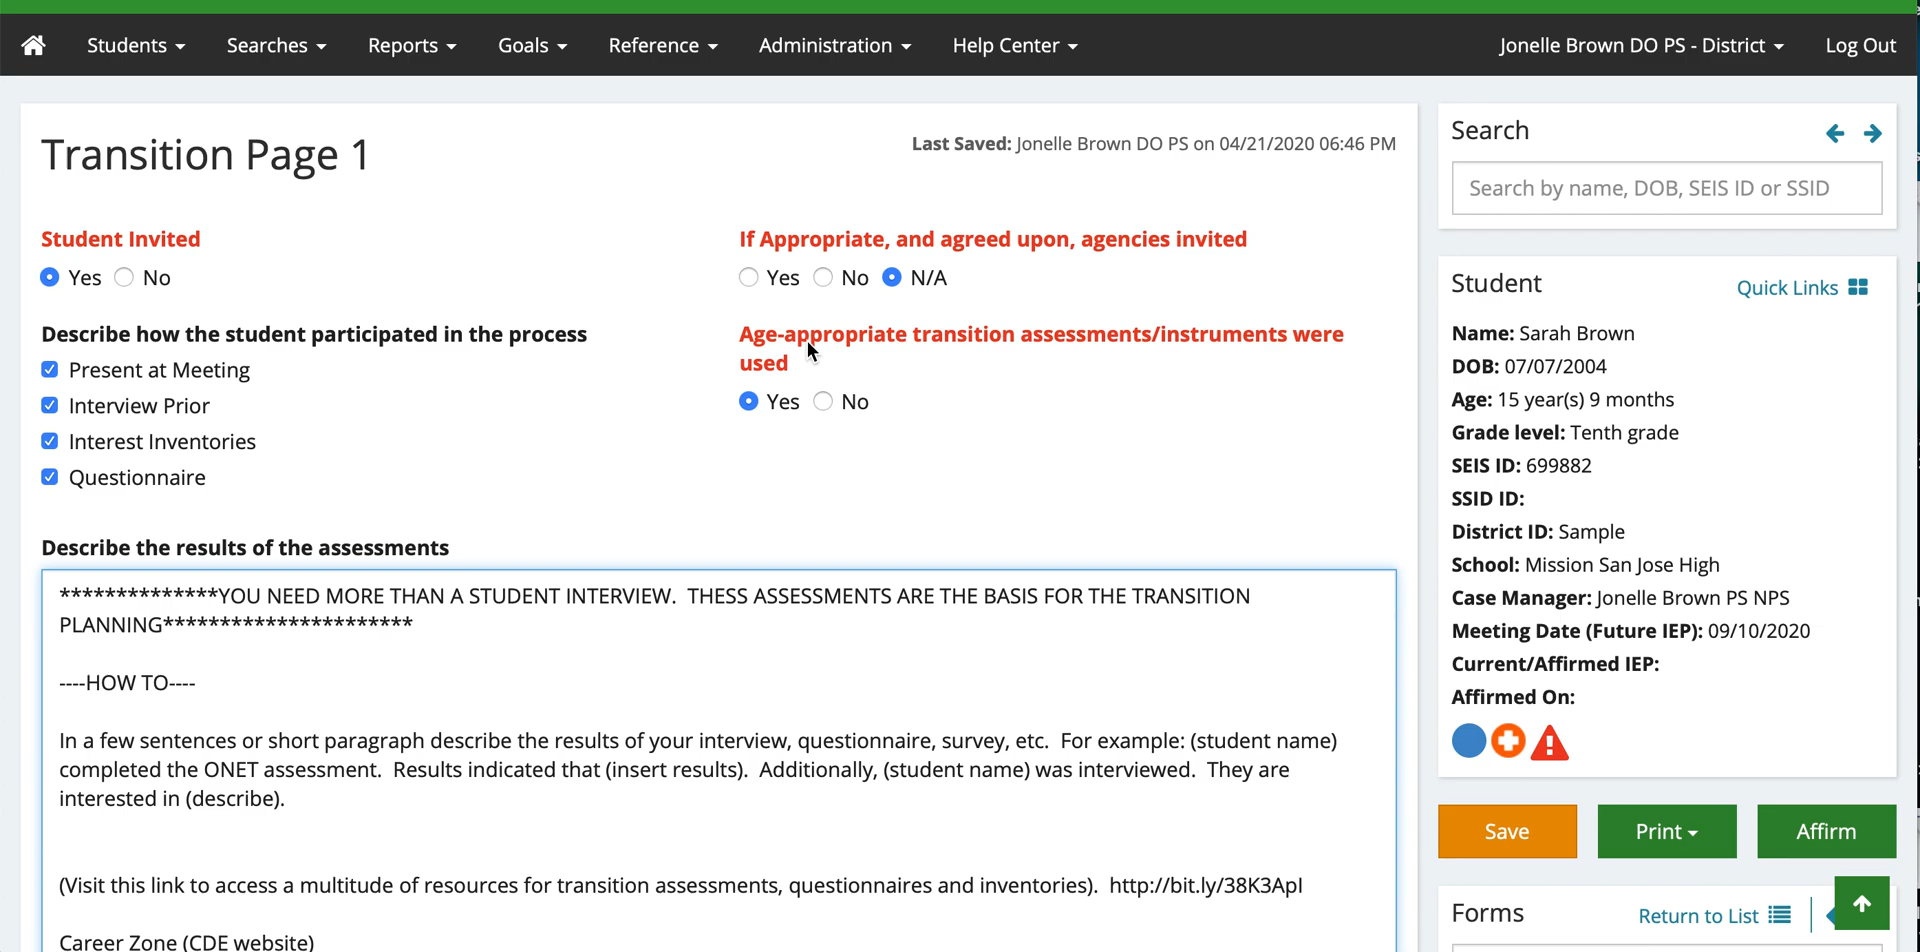 Students
Searches
Reports
Goals
Reference
Administration
Help Center
Jonelle Brown DO PS - District
Log Out
Transition Page 1
Last Saved: Jonelle Brown DO PS on 04/21/2020 06:46 PM
Student Invited
Yes No
If Appropriate, and agreed upon, agencies invited
Yes No N/A
Describe how the student participated in the process
Present at Meeting
Interview Prior
Interest Inventories
Questionnaire
Age-appropriate transition assessments/instruments were
used
Yes No
Describe the results of the assessments
**************YOU NEED MORE THAN A STUDENT INTERVIEW.  THESS ASSESSMENTS ARE THE BASIS FOR THE TRANSITION
PLANNING**********************
----HOW TO----
In a few sentences or short paragraph describe the results of your interview, questionnaire, survey, etc.  For example: (student name)
completed the ONET assessment.  Results indicated that (insert results).  Additionally, (student name) was interviewed.  They are
interested in (describe).
(Visit this link to access a multitude of resources for transition assessments, questionnaires and inventories).  http://bit.ly/38K3ApI
Career Zone (CDE website)
Search
Search by name, DOB, SEIS ID or SSID
Student
Quick Links
Name: Sarah Brown
DOB: 07/07/2004
Age: 15 year(s) 9 months
Grade level: Tenth grade
SEIS ID: 699882
SSID ID:
District ID: Sample
School: Mission San Jose High
Case Manager: Jonelle Brown PS NPS
Meeting Date (Future IEP): 09/10/2020
Current/Affirmed IEP:
Affirmed On:
Save
Print
Affirm
Forms
Return to List